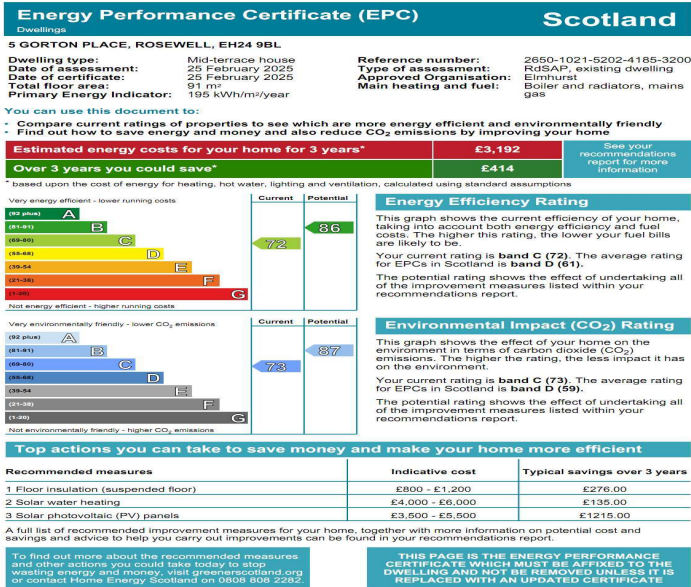 Energy Performance Certificate (EPC)
Dwellings
Scotland
5 GORTON PLACE, ROSEWELL, EH24 9BL
Dwelling type: Mid-terrace house
Date of assessment: 25 February 2025
Date of certificate: 25 February 2025
Total floor area: 91 m²
Primary Energy Indicator: 195 kWh/m²/year
Reference number: 2650-1021-5202-4185-3200
Type of assessment: RdSAP, existing dwelling
Approved Organisation: Elmhurst
Main heating and fuel: Boiler and radiators, mains
gas
You can use this document to:
• Compare current ratings of properties to see which are more energy efficient and environmentally friendly
• Find out how to save energy and money and also reduce CO₂ emissions by improving your home
Estimated energy costs for your home for 3 years* £3,192
Over 3 years you could save* £414
See your
recommendations
report for more
information
* based upon the cost of energy for heating, hot water, lighting and ventilation, calculated using standard assumptions
Very energy efficient - lower running costs
Current Potential
(92 plus) A
(81-91) B
(69-80) C
(55-68) D
(39-54) E
(21-38) F
(1-20) G
72
86
Not energy efficient - higher running costs
Energy Efficiency Rating
This graph shows the current efficiency of your home,
taking into account both energy efficiency and fuel
costs. The higher this rating, the lower your fuel bills
are likely to be.
Your current rating is band C (72). The average rating
for EPCs in Scotland is band D (61).
The potential rating shows the effect of undertaking all
of the improvement measures listed within your
recommendations report.
Very environmentally friendly - lower CO₂ emissions
Current Potential
(92 plus) A
(81-91) B
(69-80) C
(55-68) D
(39-54) E
(21-38) F
(1-20) G
73
87
Not environmentally friendly - higher CO₂ emissions
Environmental Impact (CO₂) Rating
This graph shows the effect of your home on the
environment in terms of carbon dioxide (CO₂)
emissions. The higher the rating, the less impact it has
on the environment.
Your current rating is band C (73). The average rating
for EPCs in Scotland is band D (59).
The potential rating shows the effect of undertaking all
of the improvement measures listed within your
recommendations report.
Top actions you can take to save money and make your home more efficient
Recommended measures Indicative cost Typical savings over 3 years
1 Floor insulation (suspended floor) £800 - £1,200 £276.00
2 Solar water heating £4,000 - £6,000 £135.00
3 Solar photovoltaic (PV) panels £3,500 - £5,500 £1215.00
A full list of recommended improvement measures for your home, together with more information on potential cost and
savings and advice to help you carry out improvements can be found in your recommendations report.
To find out more about the recommended measures
and other actions you could take today to stop
wasting energy and money, visit greenerscotland.org
or contact Home Energy Scotland on 0808 808 2282.
THIS PAGE IS THE ENERGY PERFORMANCE
CERTIFICATE WHICH MUST BE AFFIXED TO THE
DWELLING AND NOT BE REMOVED UNLESS IT IS
REPLACED WITH AN UPDATED CERTIFICATE